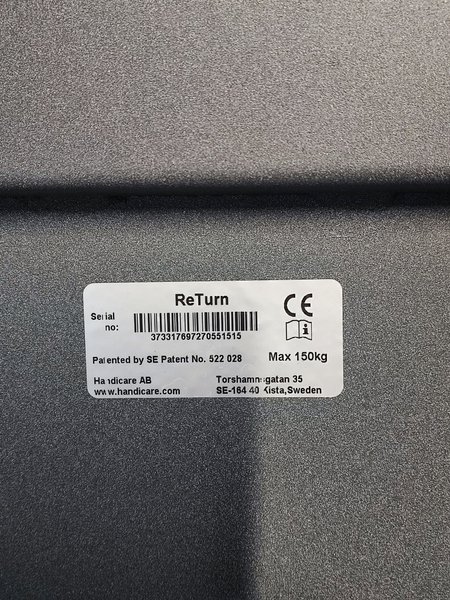 ReTurn
CE
Serial
no:
373317697270551515
Patented by SE Patent No. 522 028
Max 150kg
Handicare AB
Torshamnsgatan 35
www.handicare.com
SE-164 40 Kista,Sweden